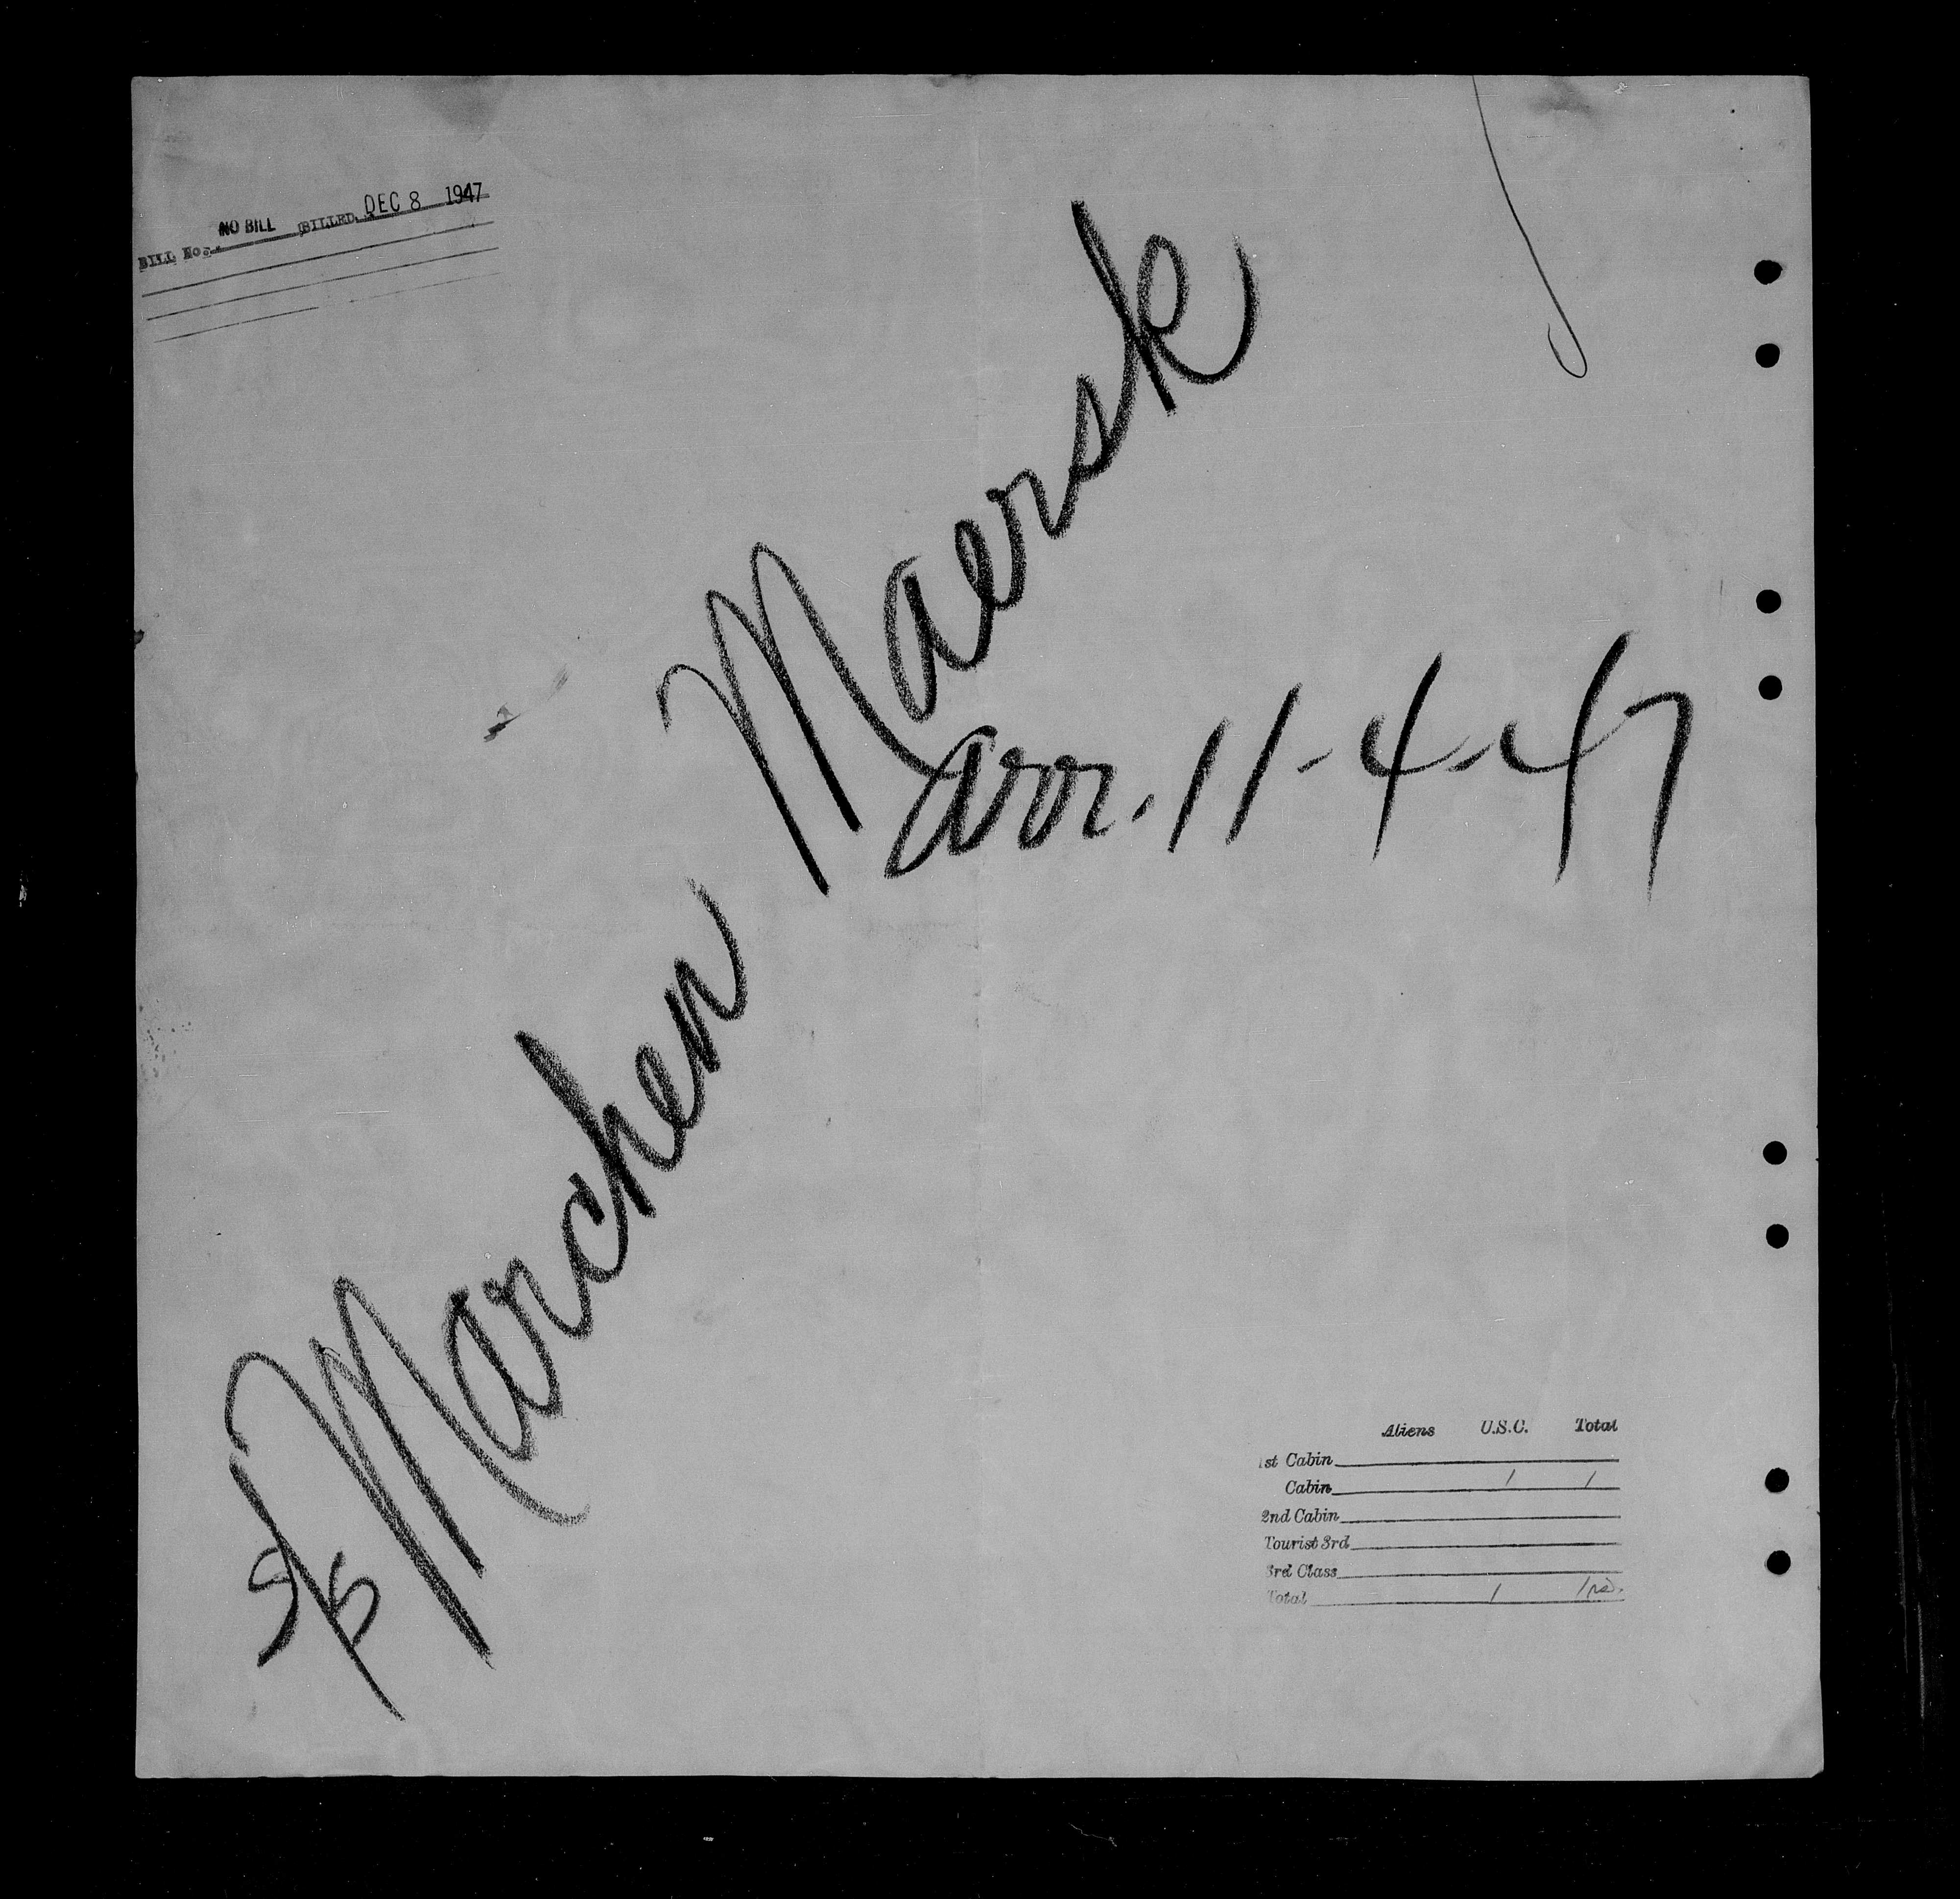 BILL No. NO BILL BILLED DEC 8 1947
S/S Marchen Maersk
arr. 11-4-47
Aliens U.S.C. Total
1st Cabin
Cabin 1 1
2nd Cabin
Tourist 3rd
3rd Class
Total 1 1